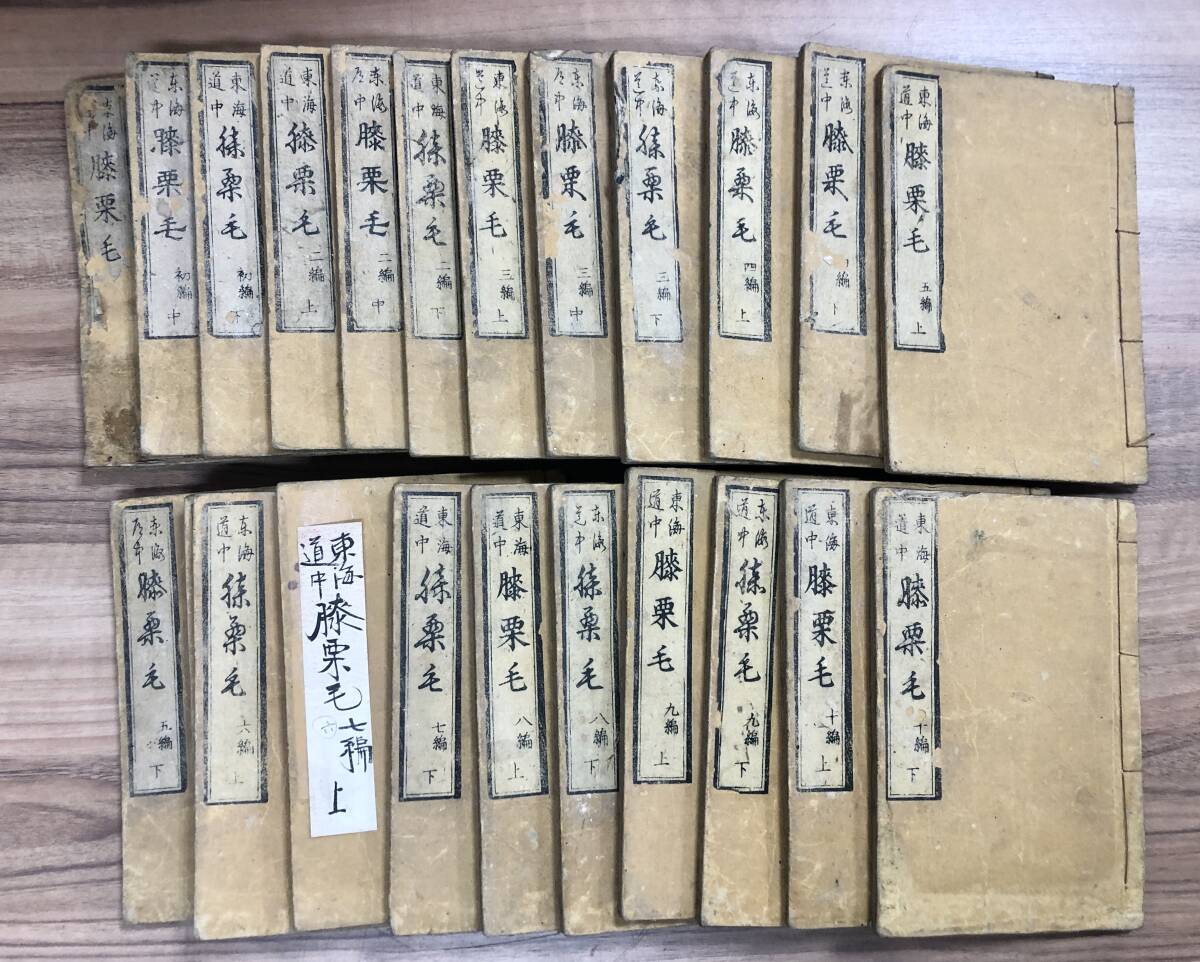 東海 膝栗毛
東海道中 膝栗毛 初編 中
東海道中 膝栗毛 初編 下
東海道中 膝栗毛 二編 上
東海道中 膝栗毛 二編 中
東海道中 膝栗毛 二編 下
東海道中 膝栗毛 三編 上
東海道中 膝栗毛 三編 中
東海道中 膝栗毛 三編 下
東海道中 膝栗毛 四編 上
東海道中 膝栗毛 編 下
東海道中 膝栗毛 五編 上
東海道中 膝栗毛 五編 下
東海道中 膝栗毛 六編 上
東海道中 膝栗毛 七編 上
六
東海道中 膝栗毛 七編 下
東海道中 膝栗毛 八編 上
東海道中 膝栗毛 八編 下
東海道中 膝栗毛 九編 上
東海道中 膝栗毛 九編 下
東海道中 膝栗毛 十編 上
東海道中 膝栗毛 十編 下